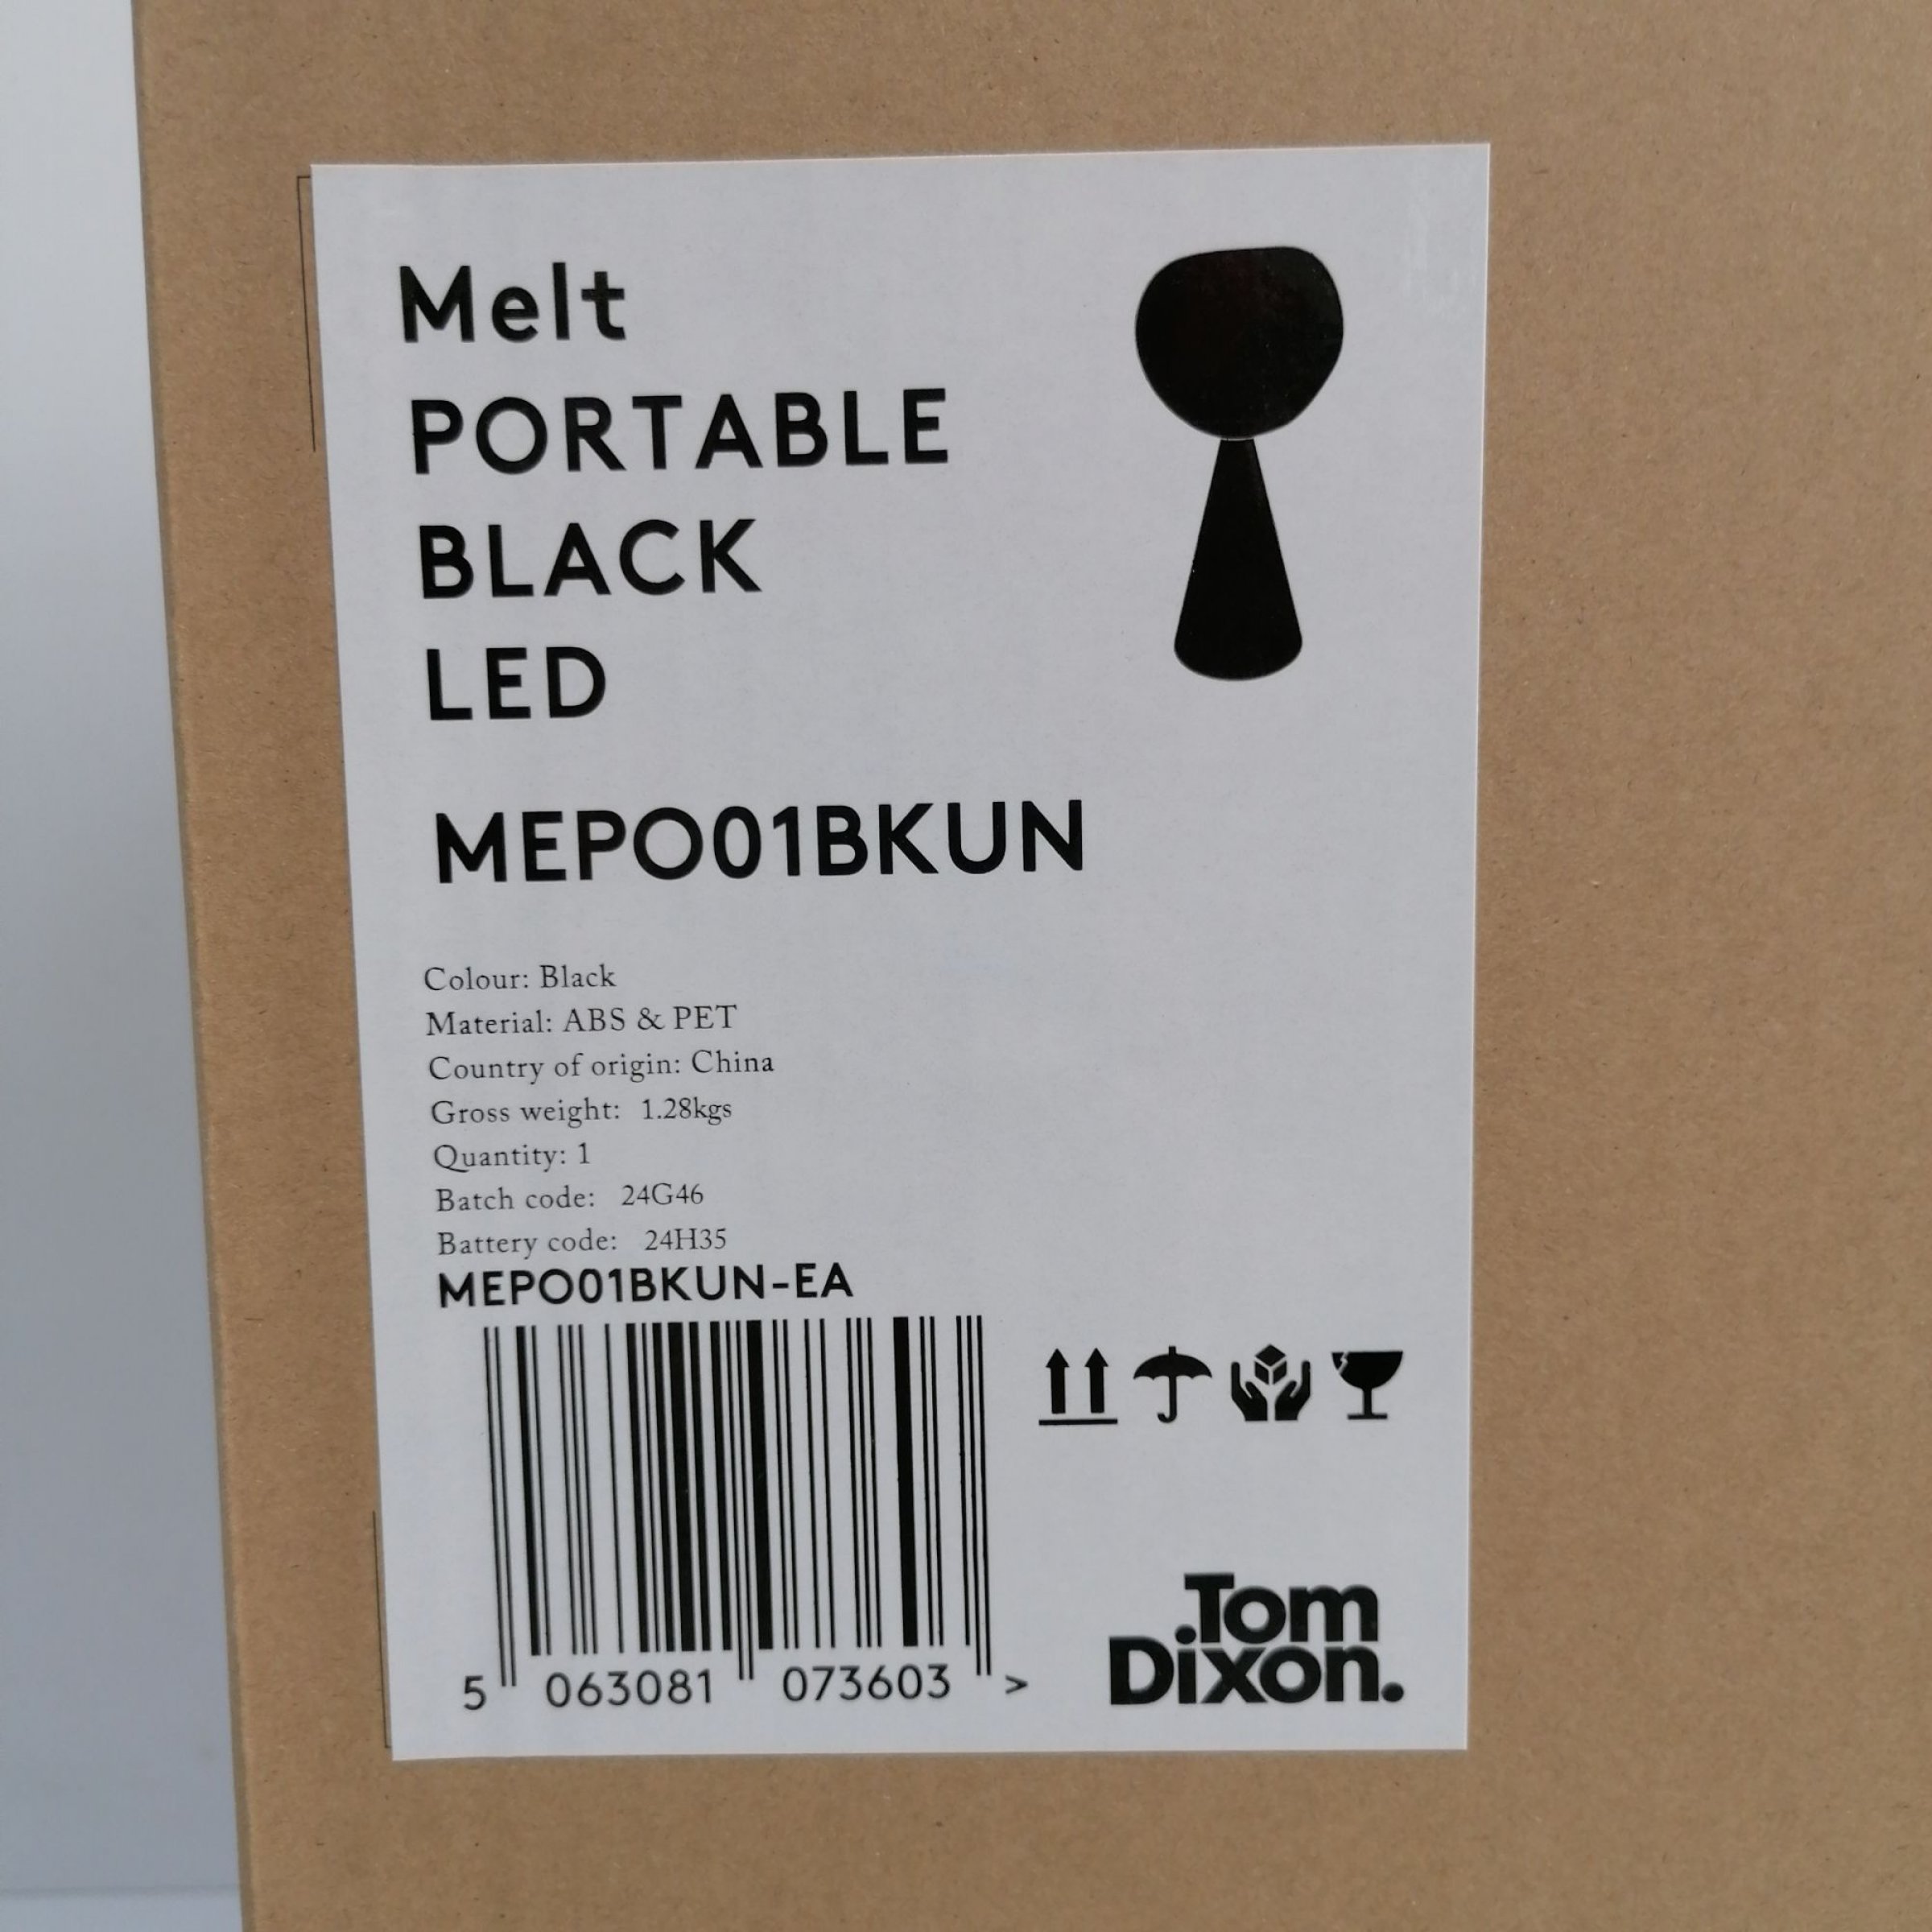 Melt
PORTABLE
BLACK
LED
MEPO01BKUN
Colour: Black
Material: ABS & PET
Country of origin: China
Gross weight: 1.28kgs
Quantity: 1
Batch code: 24G46
Battery code: 24H35
MEPO01BKUN-EA
5 063081 073603 >
Tom
Dixon.